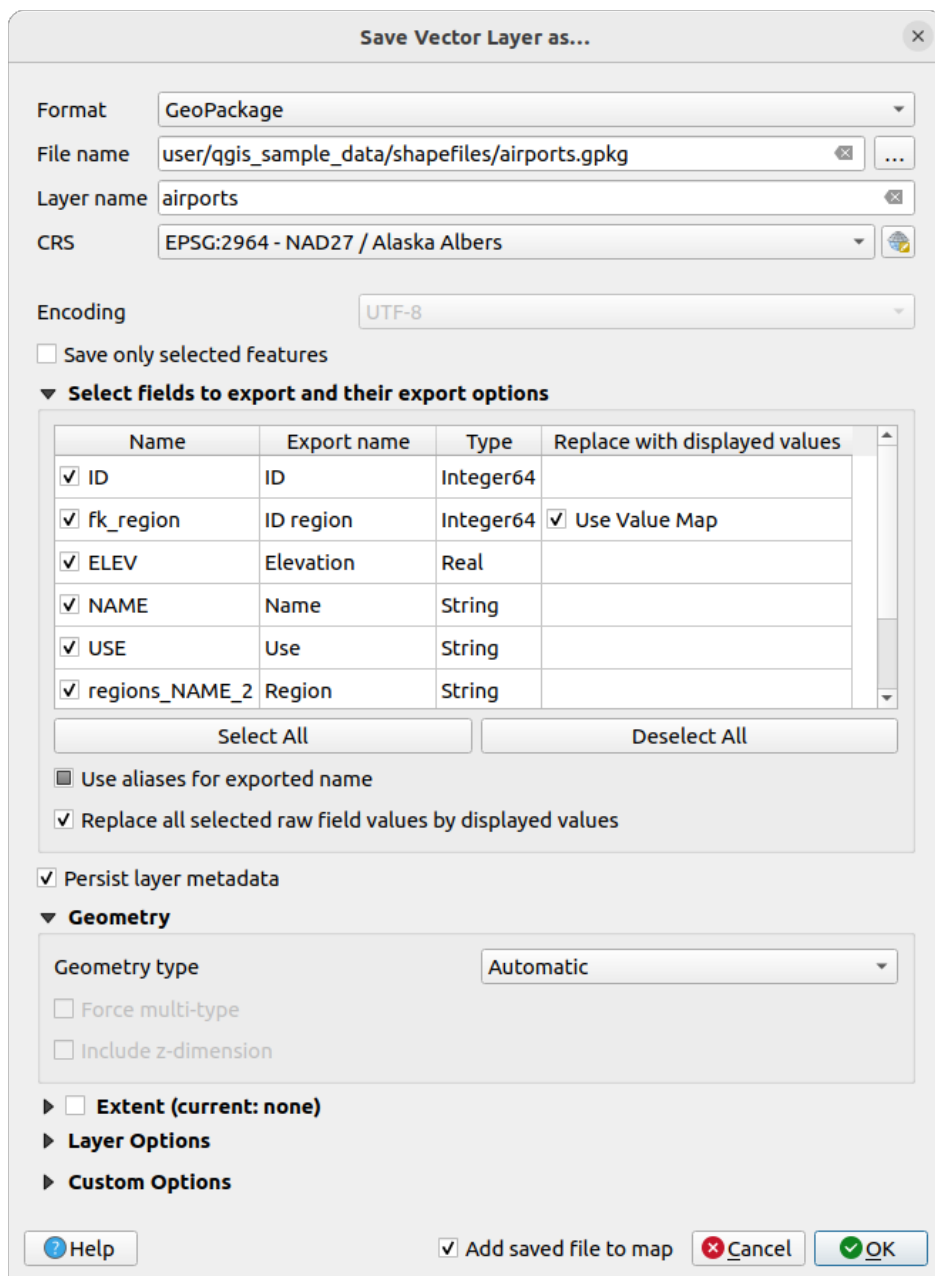 Save Vector Layer as...
Format GeoPackage
File name user/qgis_sample_data/shapefiles/airports.gpkg ...
Layer name airports
CRS EPSG:2964 - NAD27 / Alaska Albers
Encoding UTF-8
Save only selected features
Select fields to export and their export options
Name Export name Type Replace with displayed values
ID ID Integer64
fk_region ID region Integer64 Use Value Map
ELEV Elevation Real
NAME Name String
USE Use String
regions_NAME_2 Region String
Select All Deselect All
Use aliases for exported name
Replace all selected raw field values by displayed values
Persist layer metadata
Geometry
Geometry type Automatic
Force multi-type
Include z-dimension
Extent (current: none)
Layer Options
Custom Options
Help Add saved file to map Cancel OK